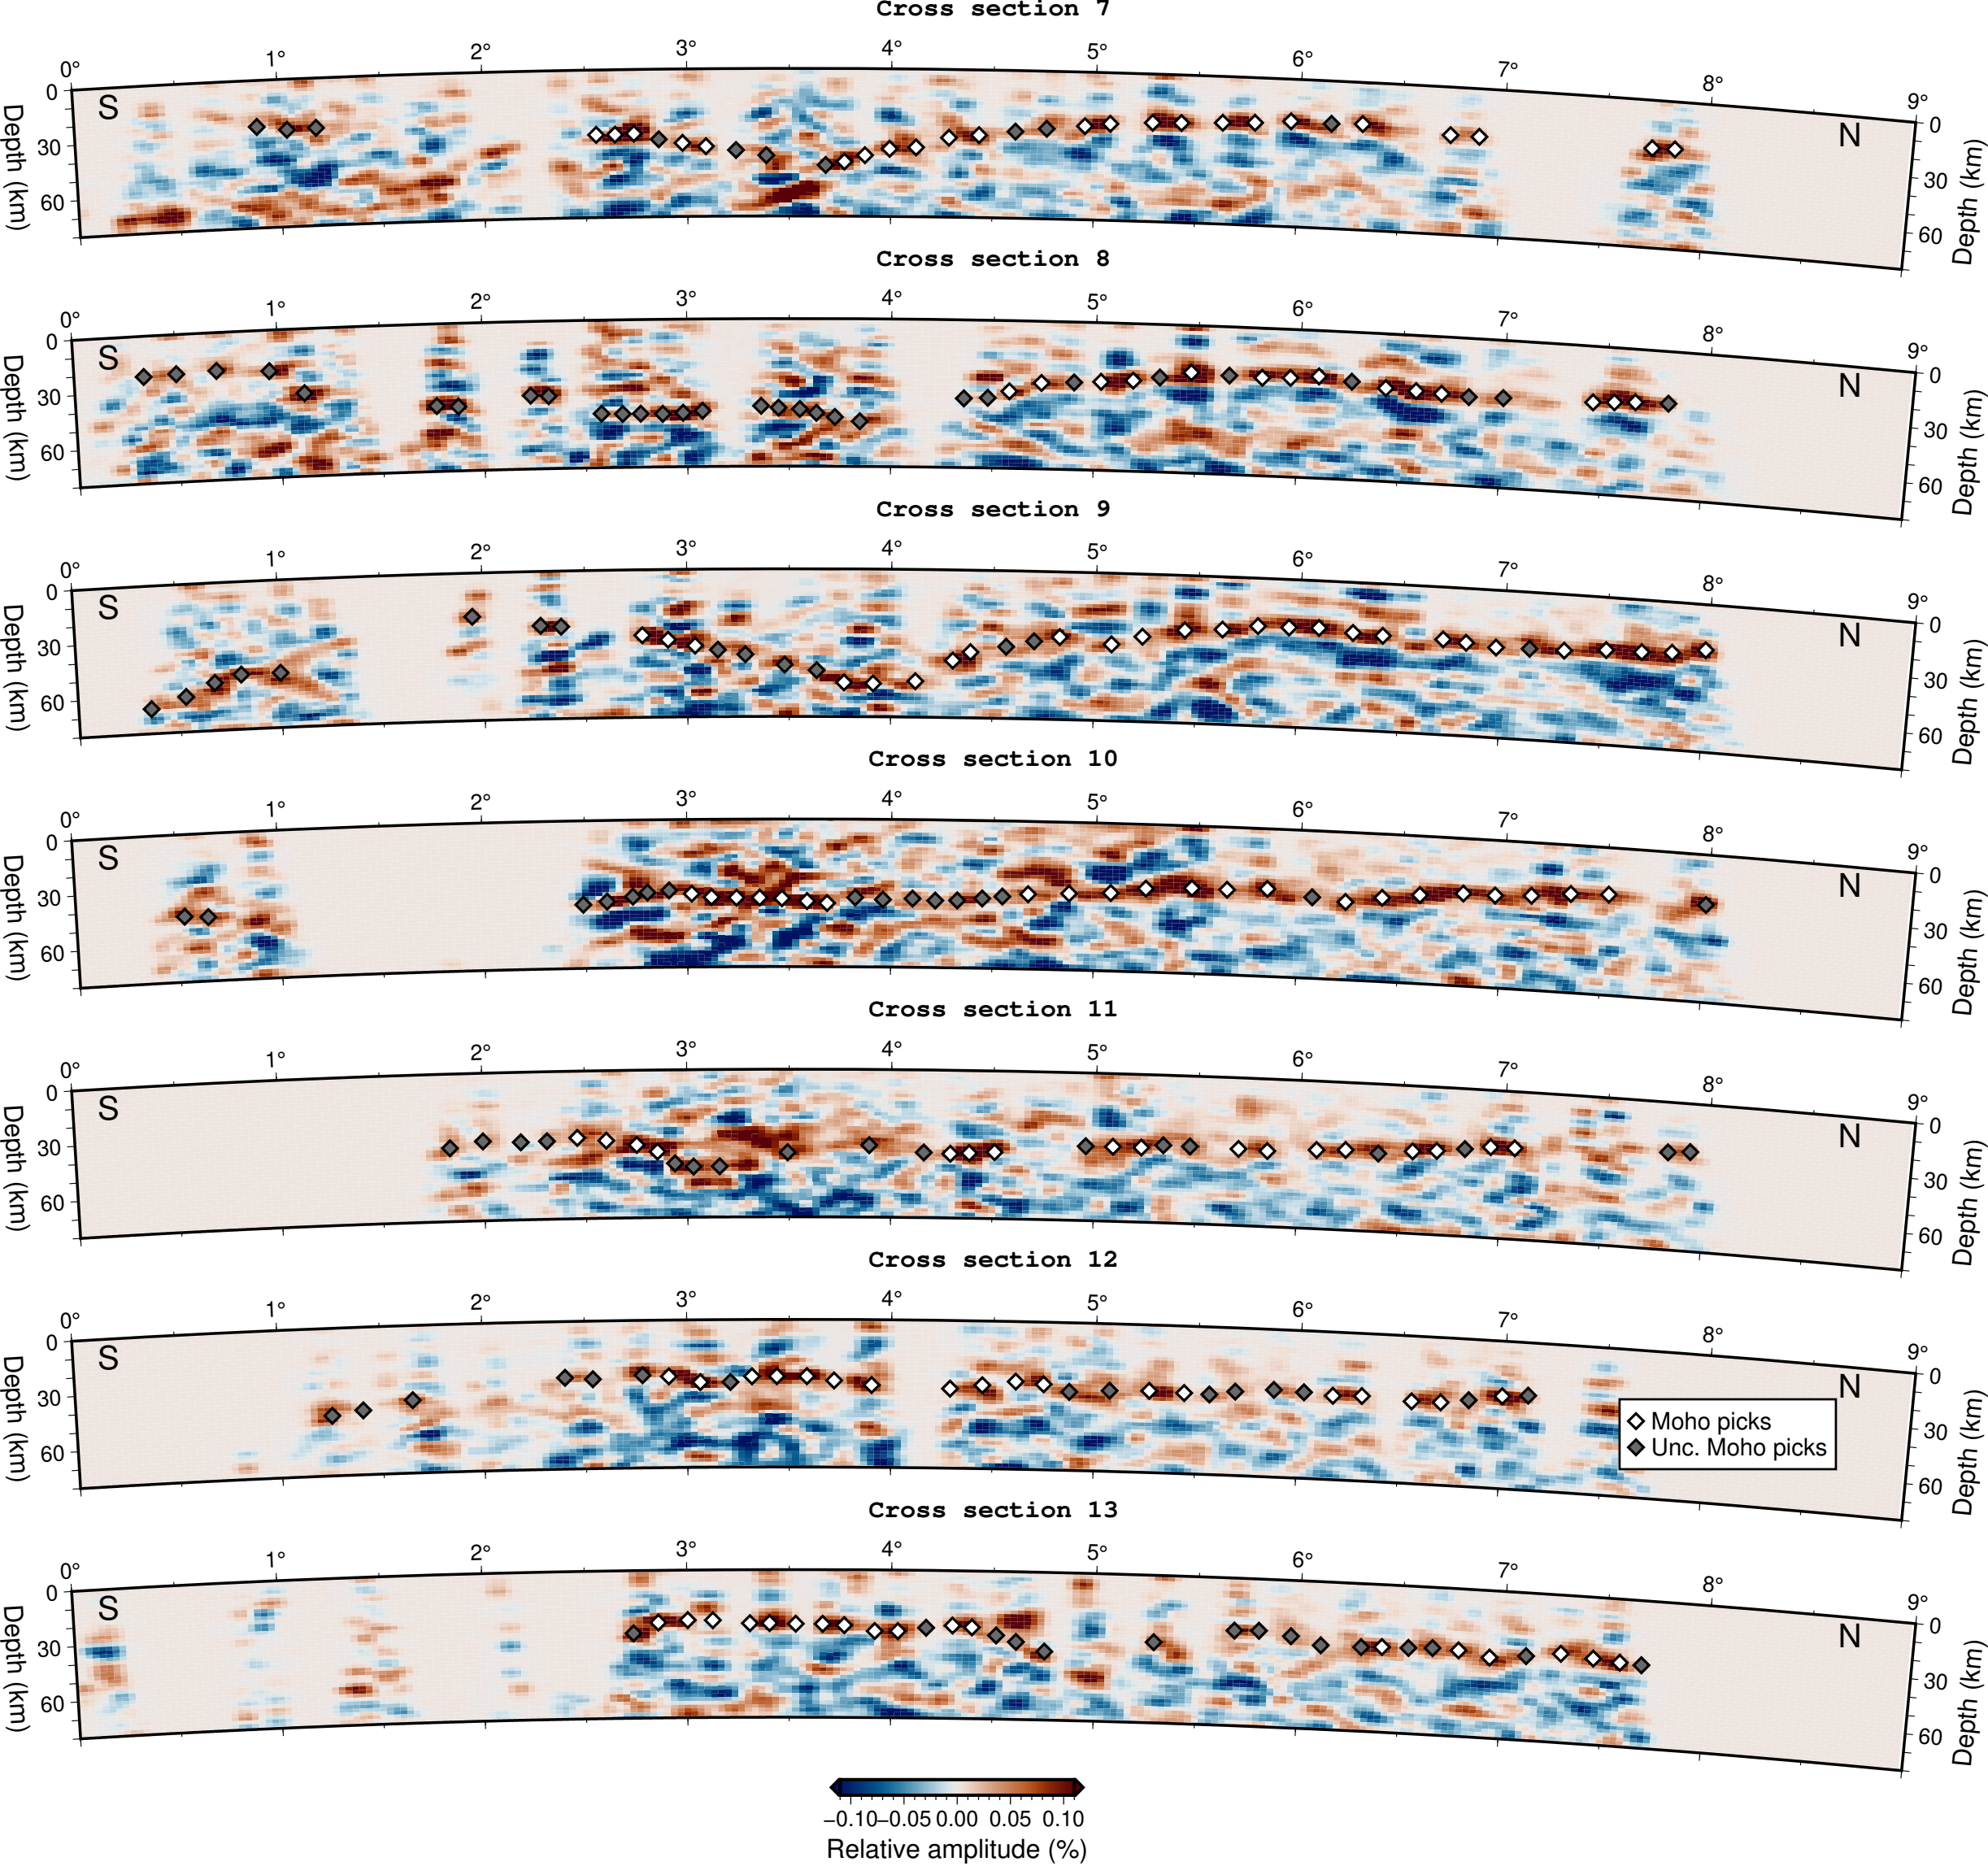 Cross section 7
0° 1° 2° 3° 4° 5° 6° 7° 8° 9°
S N
0 30 60 Depth (km)
0 30 60 Depth (km)
Cross section 8
0° 1° 2° 3° 4° 5° 6° 7° 8° 9°
S N
0 30 60 Depth (km)
0 30 60 Depth (km)
Cross section 9
0° 1° 2° 3° 4° 5° 6° 7° 8° 9°
S N
0 30 60 Depth (km)
0 30 60 Depth (km)
Cross section 10
0° 1° 2° 3° 4° 5° 6° 7° 8° 9°
S N
0 30 60 Depth (km)
0 30 60 Depth (km)
Cross section 11
0° 1° 2° 3° 4° 5° 6° 7° 8° 9°
S N
0 30 60 Depth (km)
0 30 60 Depth (km)
Cross section 12
0° 1° 2° 3° 4° 5° 6° 7° 8° 9°
S N
0 30 60 Depth (km)
0 30 60 Depth (km)
Moho picks
Unc. Moho picks
Cross section 13
0° 1° 2° 3° 4° 5° 6° 7° 8° 9°
S N
0 30 60 Depth (km)
0 30 60 Depth (km)
−0.10 −0.05 0.00 0.05 0.10
Relative amplitude (%)